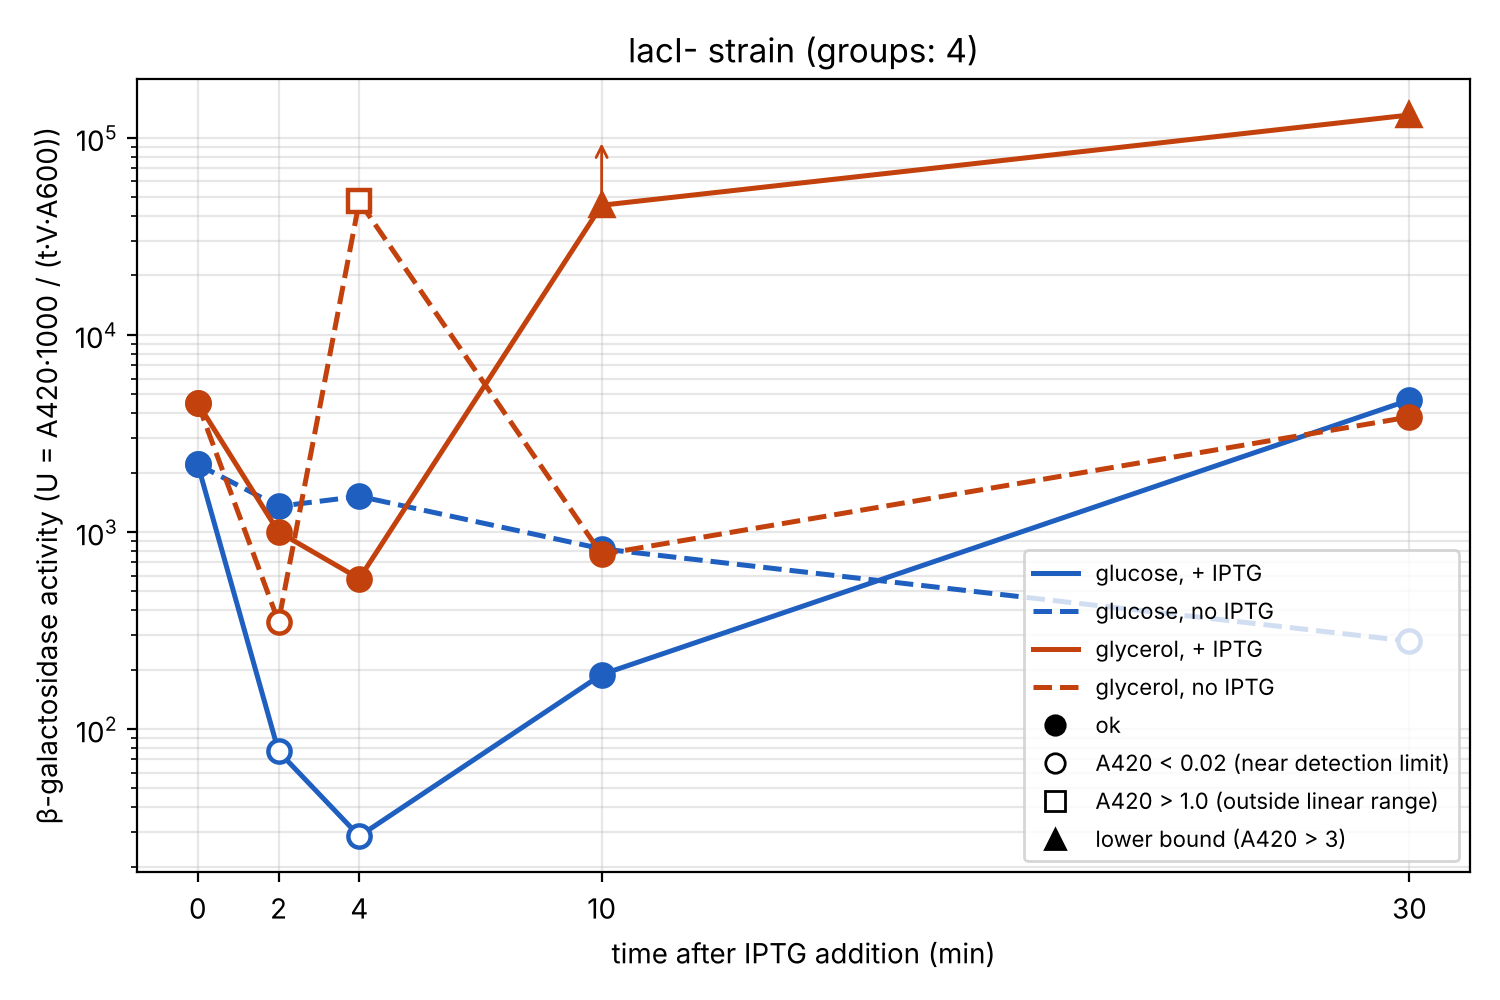 lacI- strain (groups: 4)
β-galactosidase activity (U = A420·1000 / (t·V·A600))
10⁵
10⁴
10³
10²
glucose, + IPTG
glucose, no IPTG
glycerol, + IPTG
glycerol, no IPTG
ok
A420 < 0.02 (near detection limit)
A420 > 1.0 (outside linear range)
lower bound (A420 > 3)
0 2 4 10 30
time after IPTG addition (min)